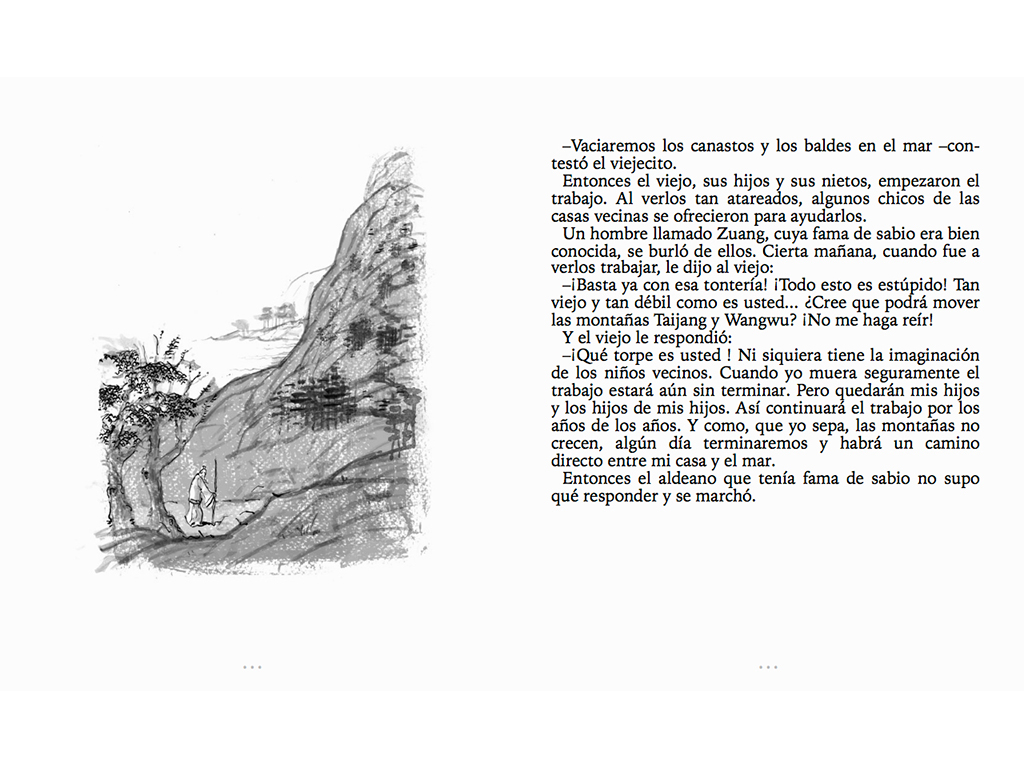 –Vaciaremos los canastos y los baldes en el mar –con-
testó el viejecito.
Entonces el viejo, sus hijos y sus nietos, empezaron el
trabajo. Al verlos tan atareados, algunos chicos de las
casas vecinas se ofrecieron para ayudarlos.
Un hombre llamado Zuang, cuya fama de sabio era bien
conocida, se burló de ellos. Cierta mañana, cuando fue a
verlos trabajar, le dijo al viejo:
–¡Basta ya con esa tontería! ¡Todo esto es estúpido! Tan
viejo y tan débil como es usted... ¿Cree que podrá mover
las montañas Taijang y Wangwu? ¡No me haga reír!
Y el viejo le respondió:
–¡Qué torpe es usted ! Ni siquiera tiene la imaginación
de los niños vecinos. Cuando yo muera seguramente el
trabajo estará aún sin terminar. Pero quedarán mis hijos
y los hijos de mis hijos. Así continuará el trabajo por los
años de los años. Y como, que yo sepa, las montañas no
crecen, algún día terminaremos y habrá un camino
directo entre mi casa y el mar.
Entonces el aldeano que tenía fama de sabio no supo
qué responder y se marchó.